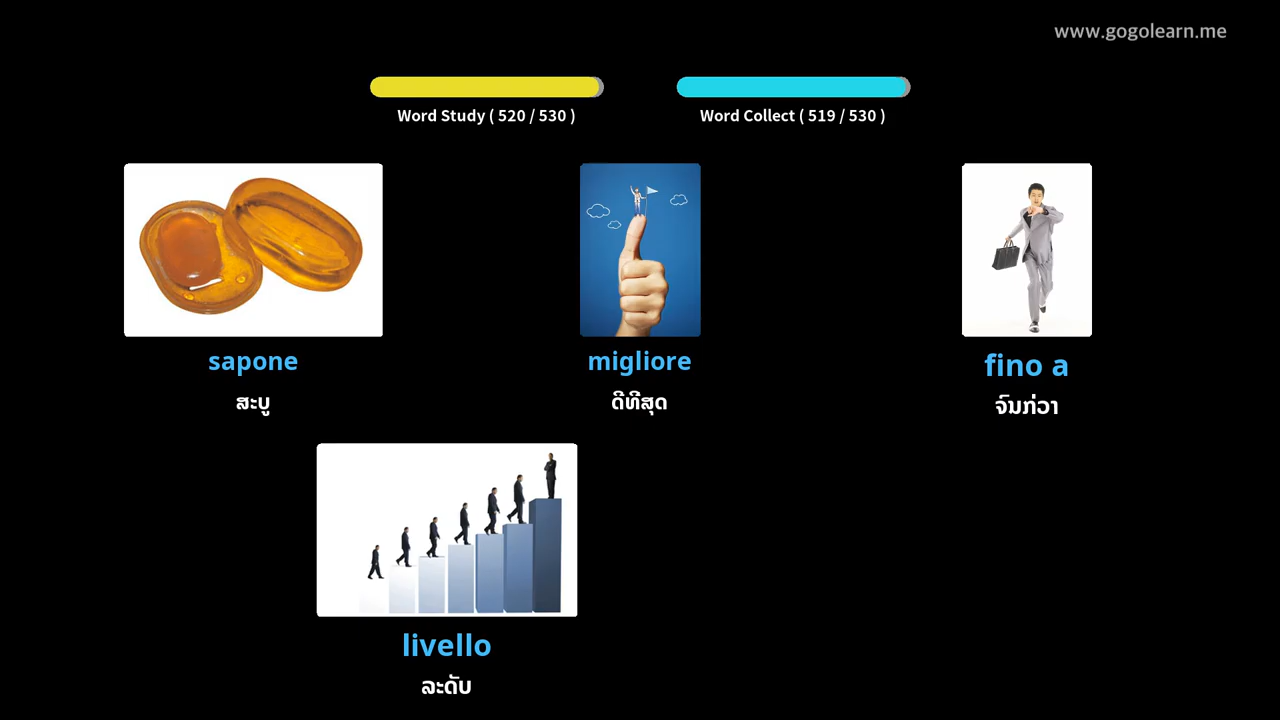 www.gogolearn.me
Word Study ( 520 / 530 )
Word Collect ( 519 / 530 )
sapone
ສະບູ
migliore
ດີທີສຸດ
fino a
ຈົນກ່ວາ
livello
ລະດັບ